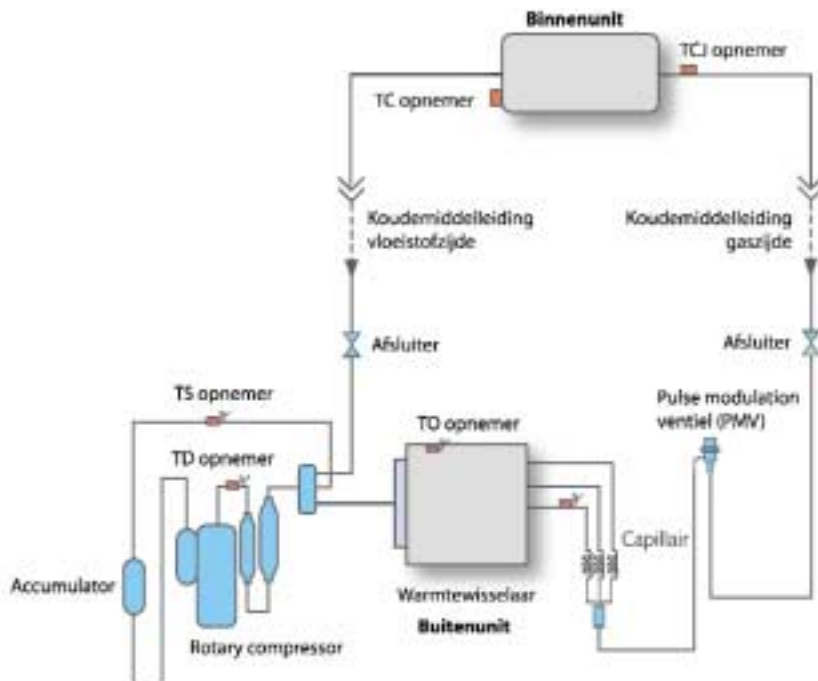 Binnenunit
TCJ opnemer
TC opnemer
Koudemiddelleiding
vloeistofzijde
Koudemiddelleiding
gaszijde
Afsluiter
Afsluiter
TS opnemer
TO opnemer
Pulse modulation
ventiel (PMV)
TD opnemer
Capillair
Accumulator
Warmtewisselaar
Buitenunit
Rotary compressor